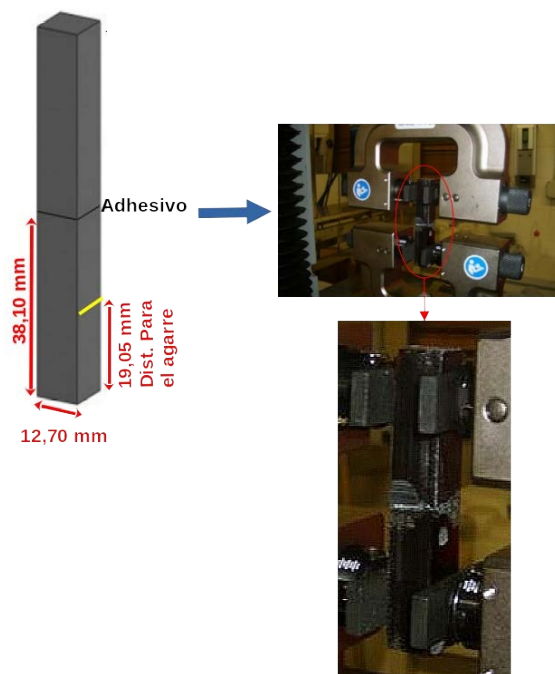 Adhesivo
38,10 mm
19,05 mm
Dist. Para
el agarre
12,70 mm